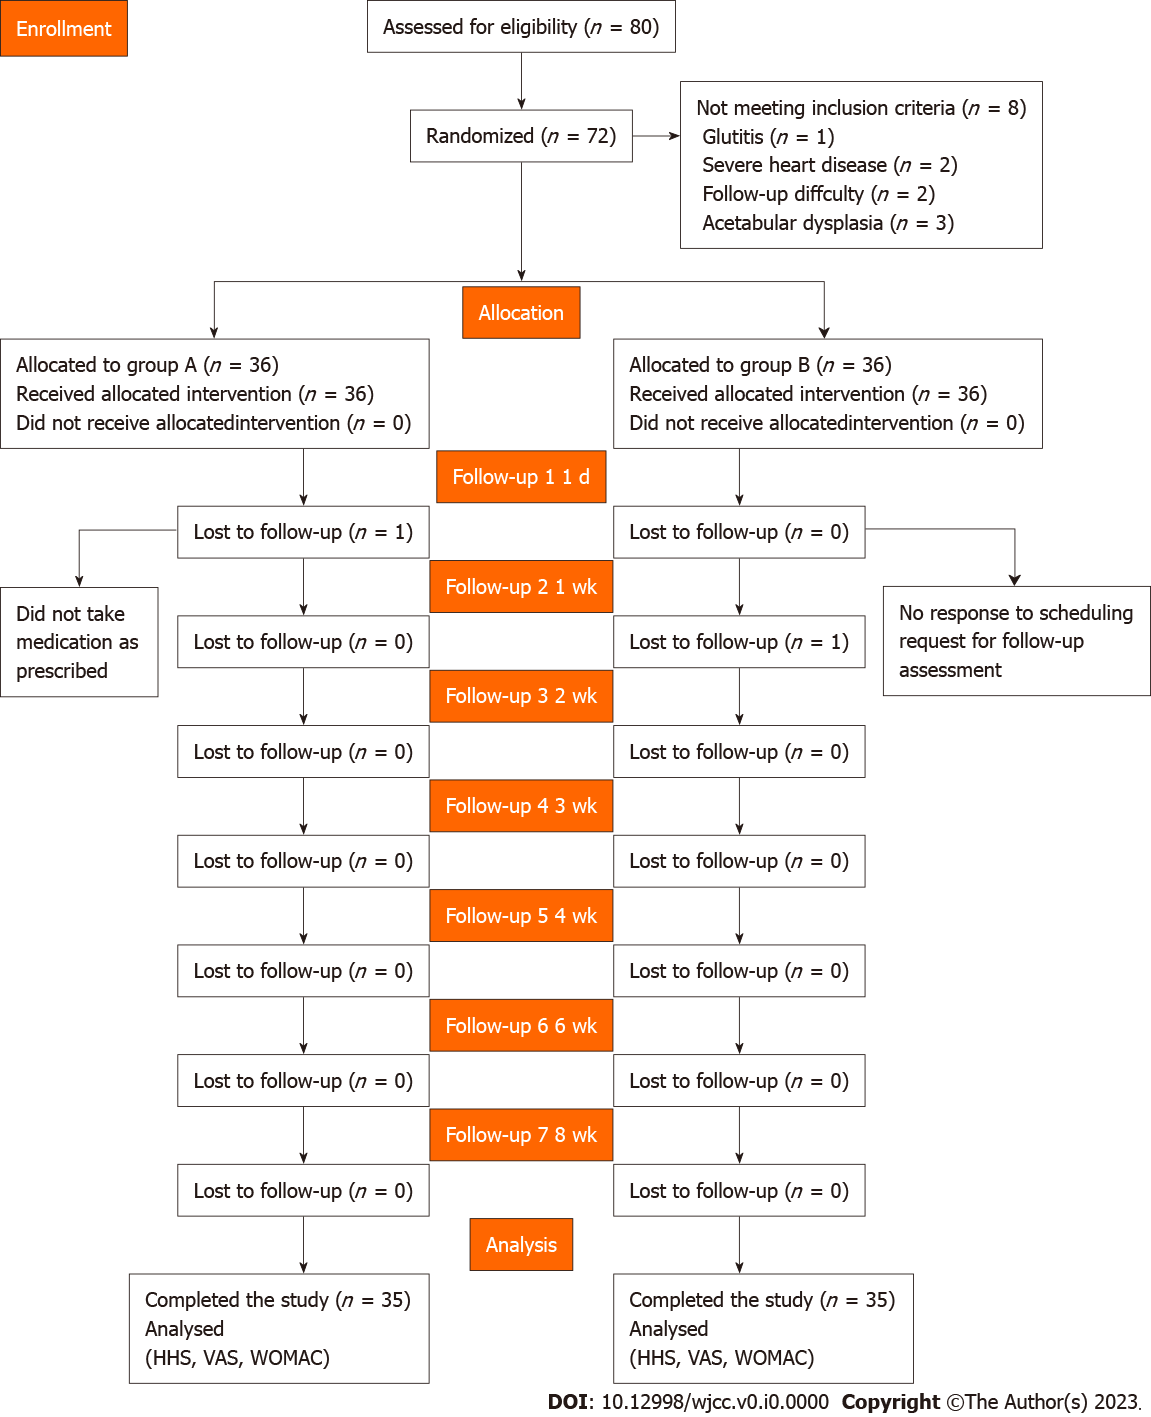 Enrollment
Assessed for eligibility (n = 80)
Randomized (n = 72)
Not meeting inclusion criteria (n = 8)
Glutitis (n = 1)
Severe heart disease (n = 2)
Follow-up diffculty (n = 2)
Acetabular dysplasia (n = 3)
Allocation
Allocated to group A (n = 36)
Received allocated intervention (n = 36)
Did not receive allocatedintervention (n = 0)
Allocated to group B (n = 36)
Received allocated intervention (n = 36)
Did not receive allocatedintervention (n = 0)
Follow-up 1 1 d
Lost to follow-up (n = 1)
Lost to follow-up (n = 0)
Did not take
medication as
prescribed
No response to scheduling
request for follow-up
assessment
Follow-up 2 1 wk
Lost to follow-up (n = 0)
Lost to follow-up (n = 1)
Follow-up 3 2 wk
Lost to follow-up (n = 0)
Lost to follow-up (n = 0)
Follow-up 4 3 wk
Lost to follow-up (n = 0)
Lost to follow-up (n = 0)
Follow-up 5 4 wk
Lost to follow-up (n = 0)
Lost to follow-up (n = 0)
Follow-up 6 6 wk
Lost to follow-up (n = 0)
Lost to follow-up (n = 0)
Follow-up 7 8 wk
Lost to follow-up (n = 0)
Lost to follow-up (n = 0)
Analysis
Completed the study (n = 35)
Analysed
(HHS, VAS, WOMAC)
Completed the study (n = 35)
Analysed
(HHS, VAS, WOMAC)
DOI: 10.12998/wjcc.v0.i0.0000 Copyright ©The Author(s) 2023.